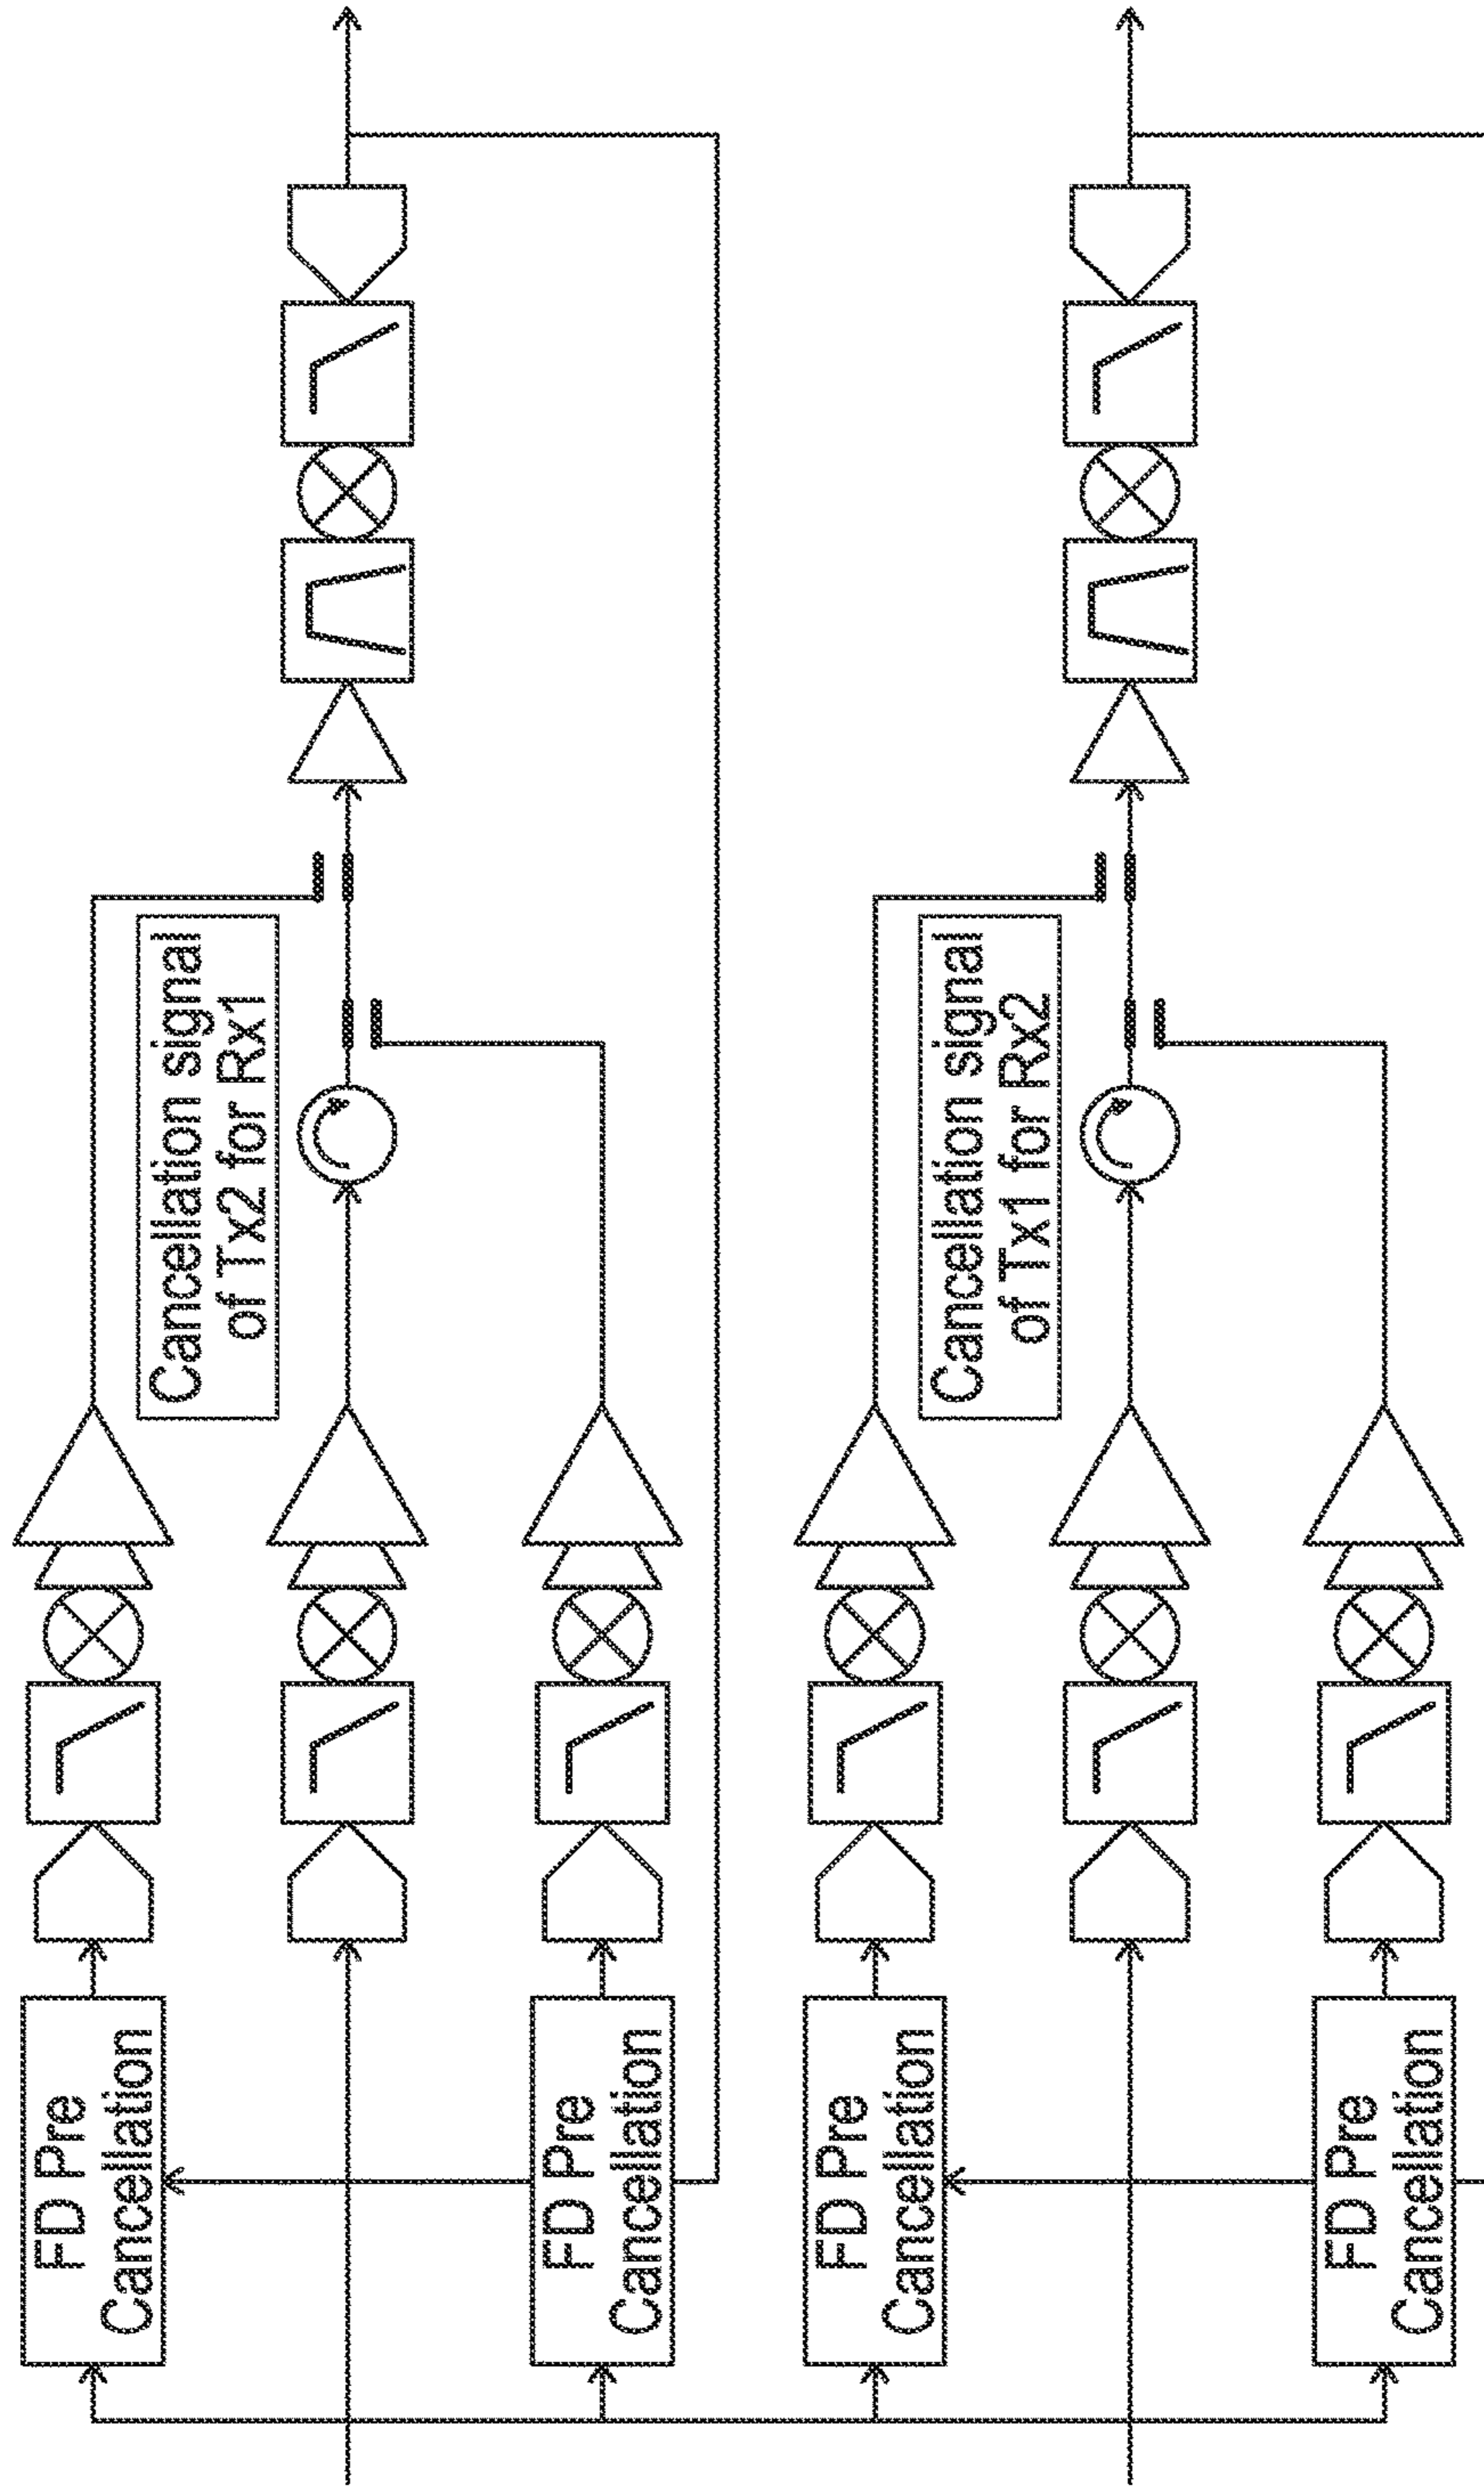 FD Pre
Cancellation
FD Pre
Cancellation
FD Pre
Cancellation
FD Pre
Cancellation
Cancellation signal
of Tx2 for Rx1
Cancellation signal
of Tx1 for Rx2